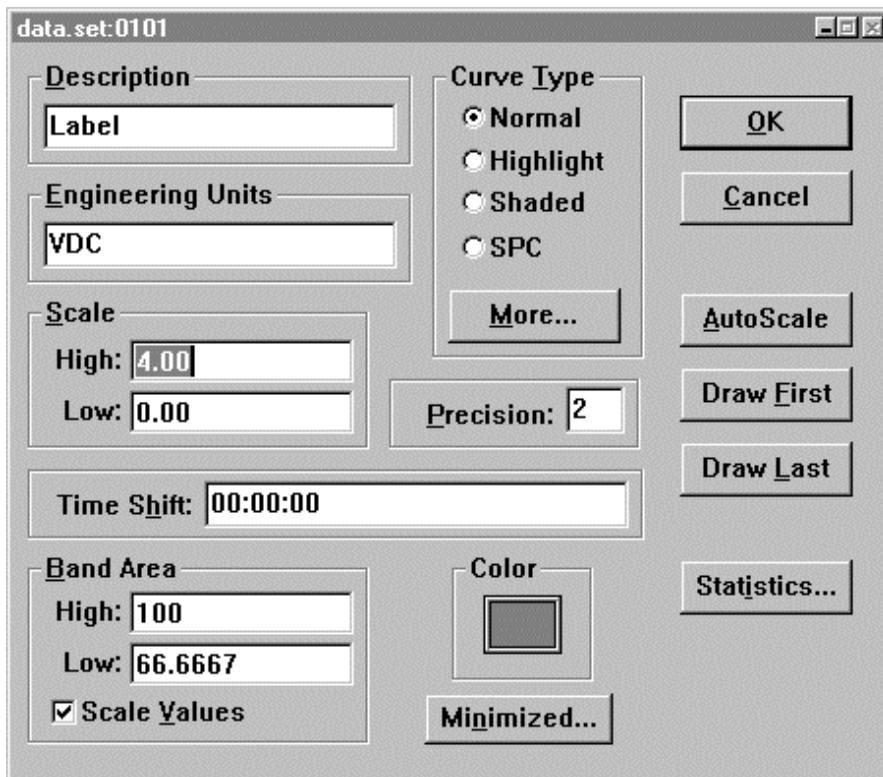 data.set:0101
Description
Label
Engineering Units
VDC
Scale
High: 4.00
Low: 0.00
Curve Type
Normal
Highlight
Shaded
SPC
More...
Precision: 2
Time Shift: 00:00:00
Band Area
High: 100
Low: 66.6667
Scale Values
Color
Minimized...
OK
Cancel
AutoScale
Draw First
Draw Last
Statistics...